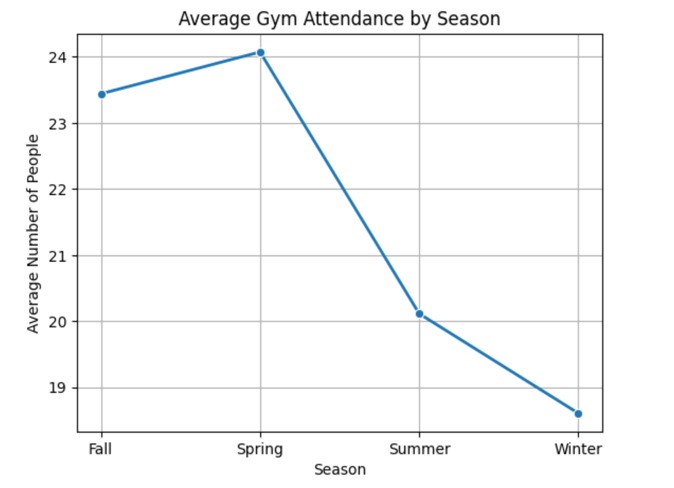 Average Gym Attendance by Season
Average Number of People
24
23
22
21
20
19
Fall Spring Summer Winter
Season